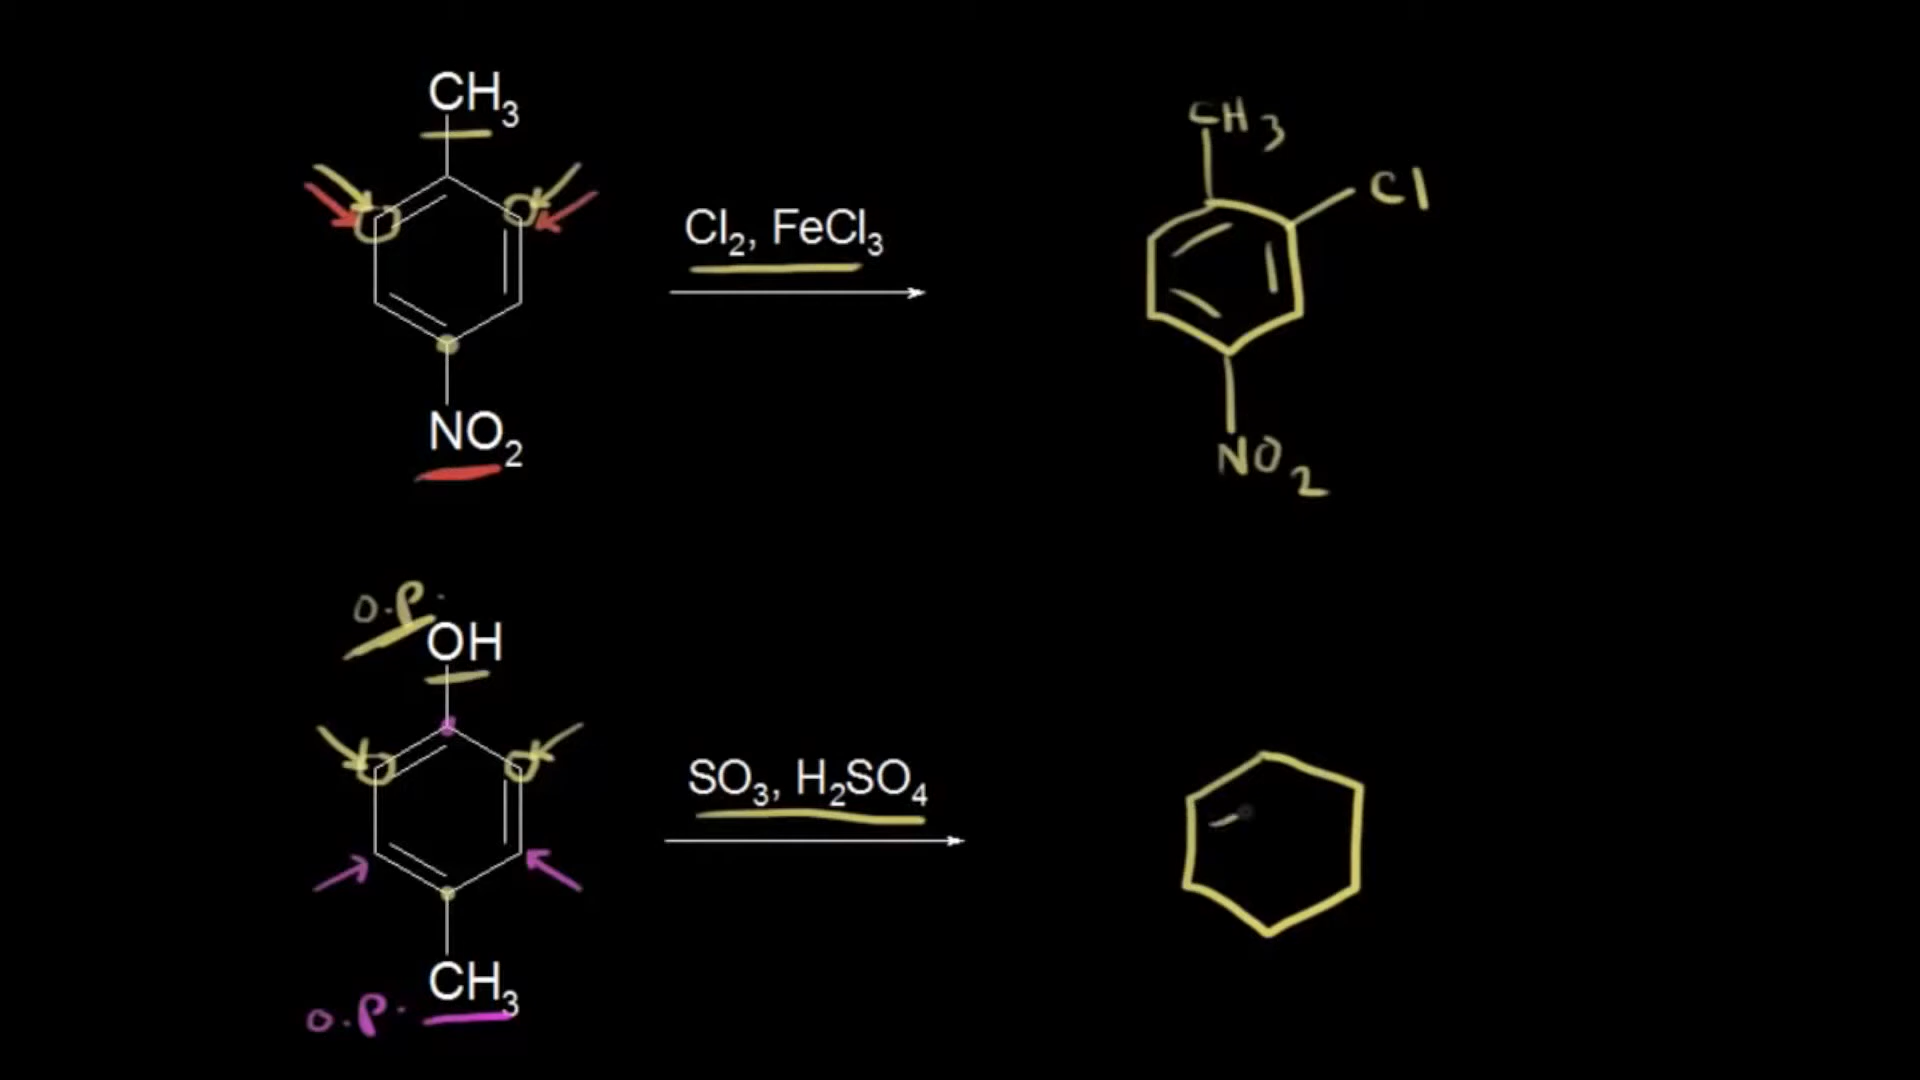 CH₃
CH₃
Cl
Cl₂, FeCl₃
NO₂
NO₂
o.p.
OH
SO₃, H₂SO₄
CH₃
o.p.